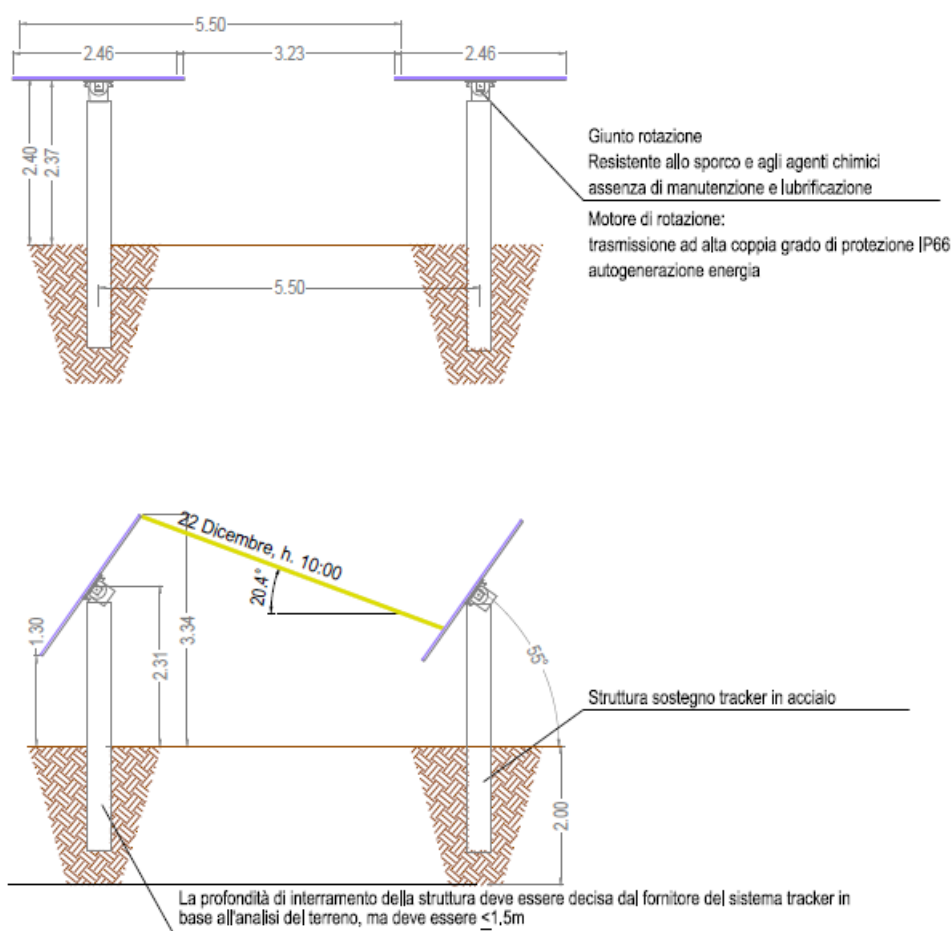 5.50
2.46
3.23
2.46
2.40
2.37
Giunto rotazione
Resistente allo sporco e agli agenti chimici
assenza di manutenzione e lubrificazione
Motore di rotazione:
trasmissione ad alta coppia grado di protezione IP66
autogenerazione energia
5.50
22 Dicembre, h. 10:00
20.4°
1.30
2.31
3.34
55°
Struttura sostegno tracker in acciaio
2.00
La profondità di interramento della struttura deve essere decisa dal fornitore del sistema tracker in
base all'analisi del terreno, ma deve essere ≤1,5m